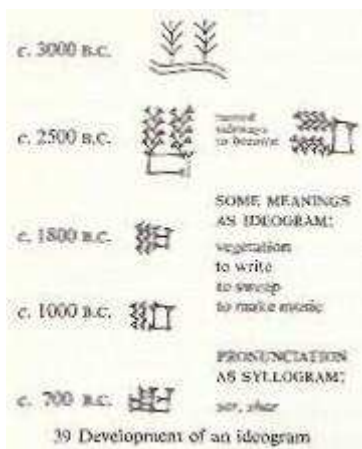 c. 3000 B.C.
c. 2500 B.C.
turned
sideways
to become
SOME MEANINGS
AS IDEOGRAM:
c. 1800 B.C.
vegetation
to write
to sweep
to make music
c. 1000 B.C.
PRONUNCIATION
AS SYLLOGRAM:
c. 700 B.C.
sar, shar
39 Development of an ideogram